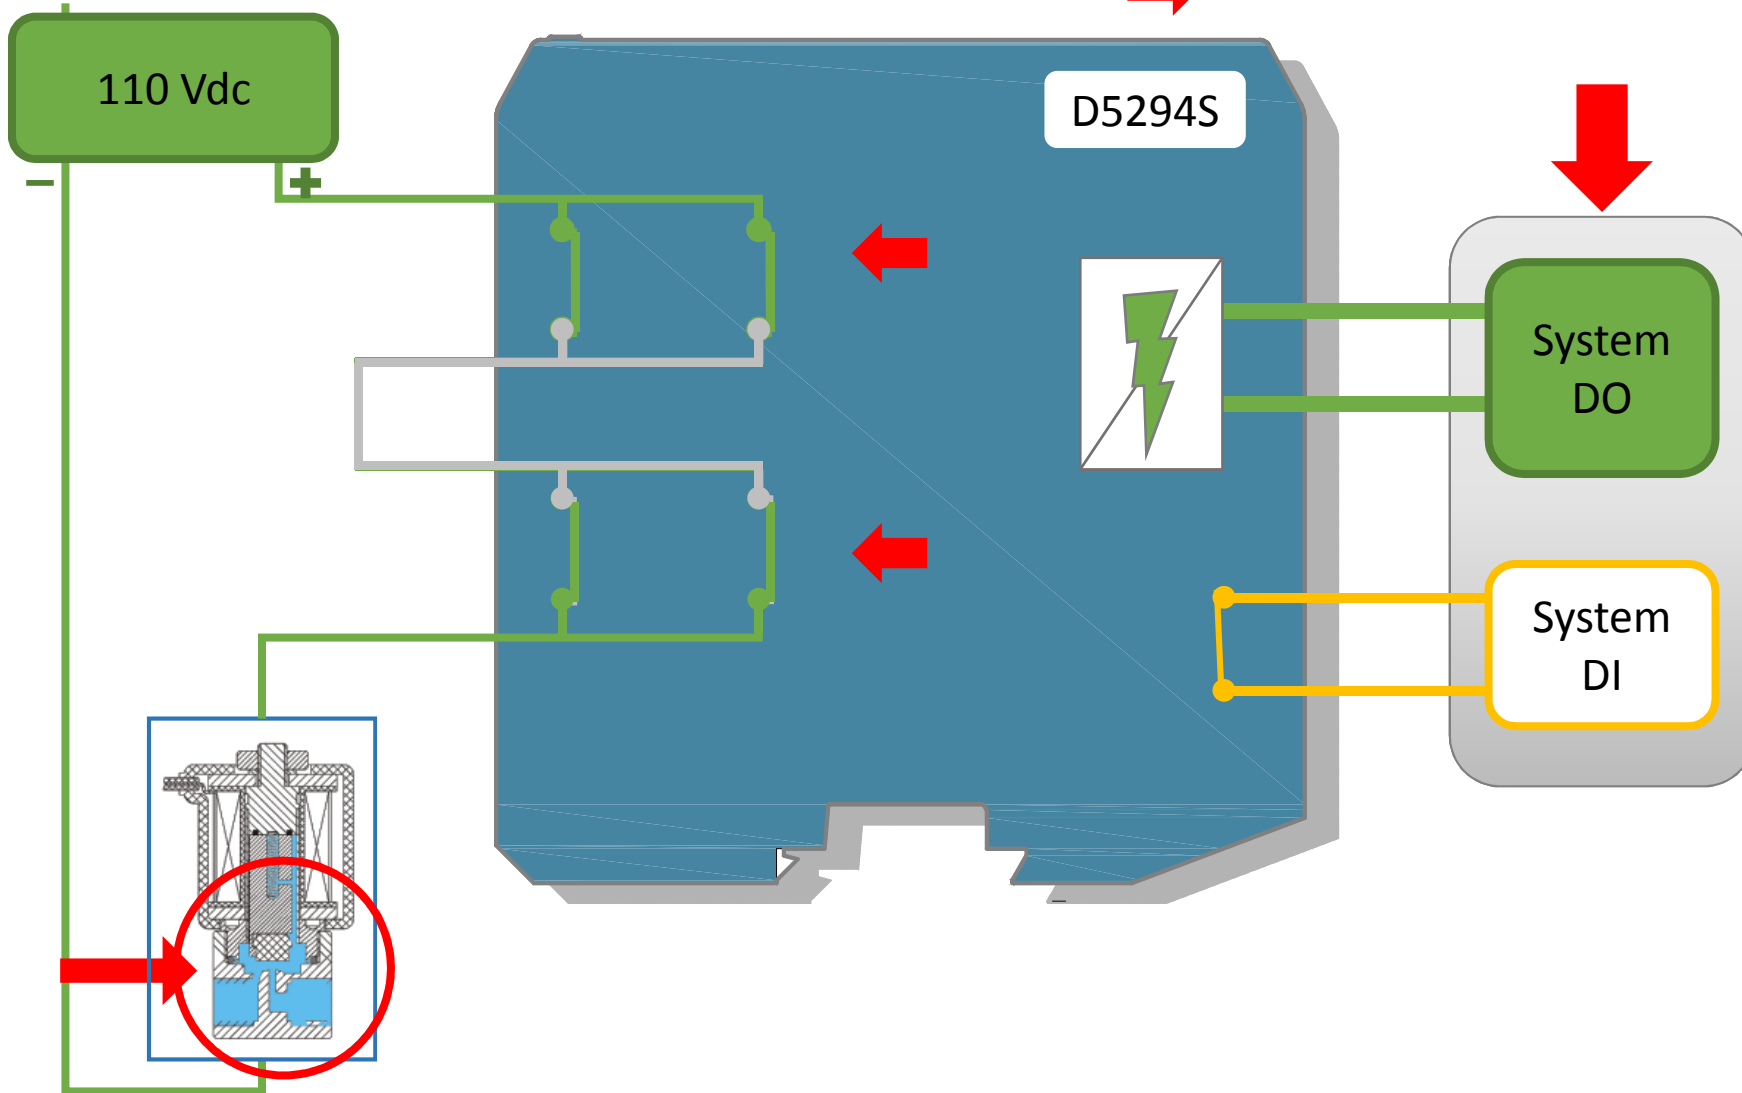 110 Vdc
D5294S
− +
System
DO
System
DI